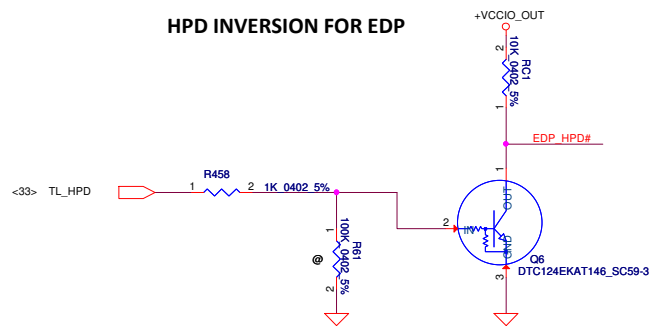 HPD INVERSION FOR EDP
+VCCIO_OUT
2
10K_0402_5%
RC1
1
EDP_HPD#
R458
<33> TL_HPD
1
2
1K_0402_5%
1
OUT
1
100K_0402_5%
R61
@
2
2
IN
GND
Q6
DTC124EKAT146_SC59-3
3